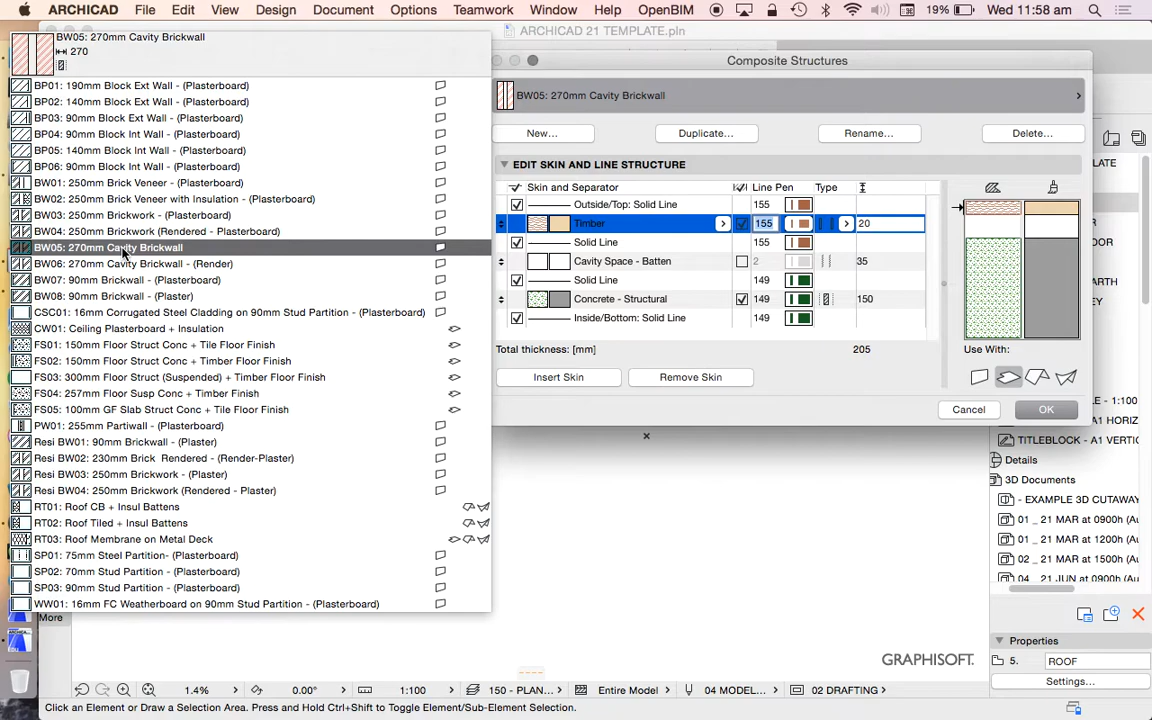 ARCHICAD File Edit View Design Document Options Teamwork Window Help OpenBIM 19% Wed 11:58 am
ARCHICAD 21 TEMPLATE.pln
BW05: 270mm Cavity Brickwall
270
BP01: 190mm Block Ext Wall - (Plasterboard)
BP02: 140mm Block Ext Wall - (Plasterboard)
BP03: 90mm Block Ext Wall - (Plasterboard)
BP04: 90mm Block Int Wall - (Plasterboard)
BP05: 140mm Block Int Wall - (Plasterboard)
BP06: 90mm Block Int Wall - (Plasterboard)
BW01: 250mm Brick Veneer - (Plasterboard)
BW02: 250mm Brick Veneer with Insulation - (Plasterboard)
BW03: 250mm Brickwork - (Plasterboard)
BW04: 250mm Brickwork (Rendered - Plasterboard)
BW05: 270mm Cavity Brickwall
BW06: 270mm Cavity Brickwall - (Render)
BW07: 90mm Brickwall - (Plasterboard)
BW08: 90mm Brickwall - (Plaster)
CSC01: 16mm Corrugated Steel Cladding on 90mm Stud Partition - (Plasterboard)
CW01: Ceiling Plasterboard + Insulation
FS01: 150mm Floor Struct Conc + Tile Floor Finish
FS02: 150mm Floor Struct Conc + Timber Floor Finish
FS03: 300mm Floor Struct (Suspended) + Timber Floor Finish
FS04: 257mm Floor Susp Conc + Timber Finish
FS05: 100mm GF Slab Struct Conc + Tile Floor Finish
PW01: 255mm Partiwall - (Plasterboard)
Resi BW01: 90mm Brickwall - (Plaster)
Resi BW02: 230mm Brick Rendered - (Render-Plaster)
Resi BW03: 250mm Brickwork - (Plaster)
Resi BW04: 250mm Brickwork (Rendered - Plaster)
RT01: Roof CB + Insul Battens
RT02: Roof Tiled + Insul Battens
RT03: Roof Membrane on Metal Deck
SP01: 75mm Steel Partition- (Plasterboard)
SP02: 70mm Stud Partition - (Plasterboard)
SP03: 90mm Stud Partition - (Plasterboard)
WW01: 16mm FC Weatherboard on 90mm Stud Partition - (Plasterboard)
More
Composite Structures
BW05: 270mm Cavity Brickwall
New... Duplicate... Rename... Delete...
EDIT SKIN AND LINE STRUCTURE
Skin and Separator Line Pen Type
Outside/Top: Solid Line 155
Timber 155 20
Solid Line 155
Cavity Space - Batten 2 35
Solid Line 149
Concrete - Structural 149 150
Inside/Bottom: Solid Line 149
Total thickness: [mm] 205
Use With:
Insert Skin Remove Skin
Cancel OK
- 1:100
TITLEBLOCK - A1 VERTIC
Details
3D Documents
- EXAMPLE 3D CUTAWAY
01 _ 21 MAR at 0900h (Au
01 _ 21 MAR at 1200h (Au
02 _ 21 MAR at 1500h (Au
04 _ 21 JUN at 0900h (Au
Properties
5. ROOF
Settings...
GRAPHISOFT.
1.4% 0.00° 1:100 150 - PLAN... Entire Model 04 MODEL... 02 DRAFTING
Click an Element or Draw a Selection Area. Press and Hold Ctrl+Shift to Toggle Element/Sub-Element Selection.